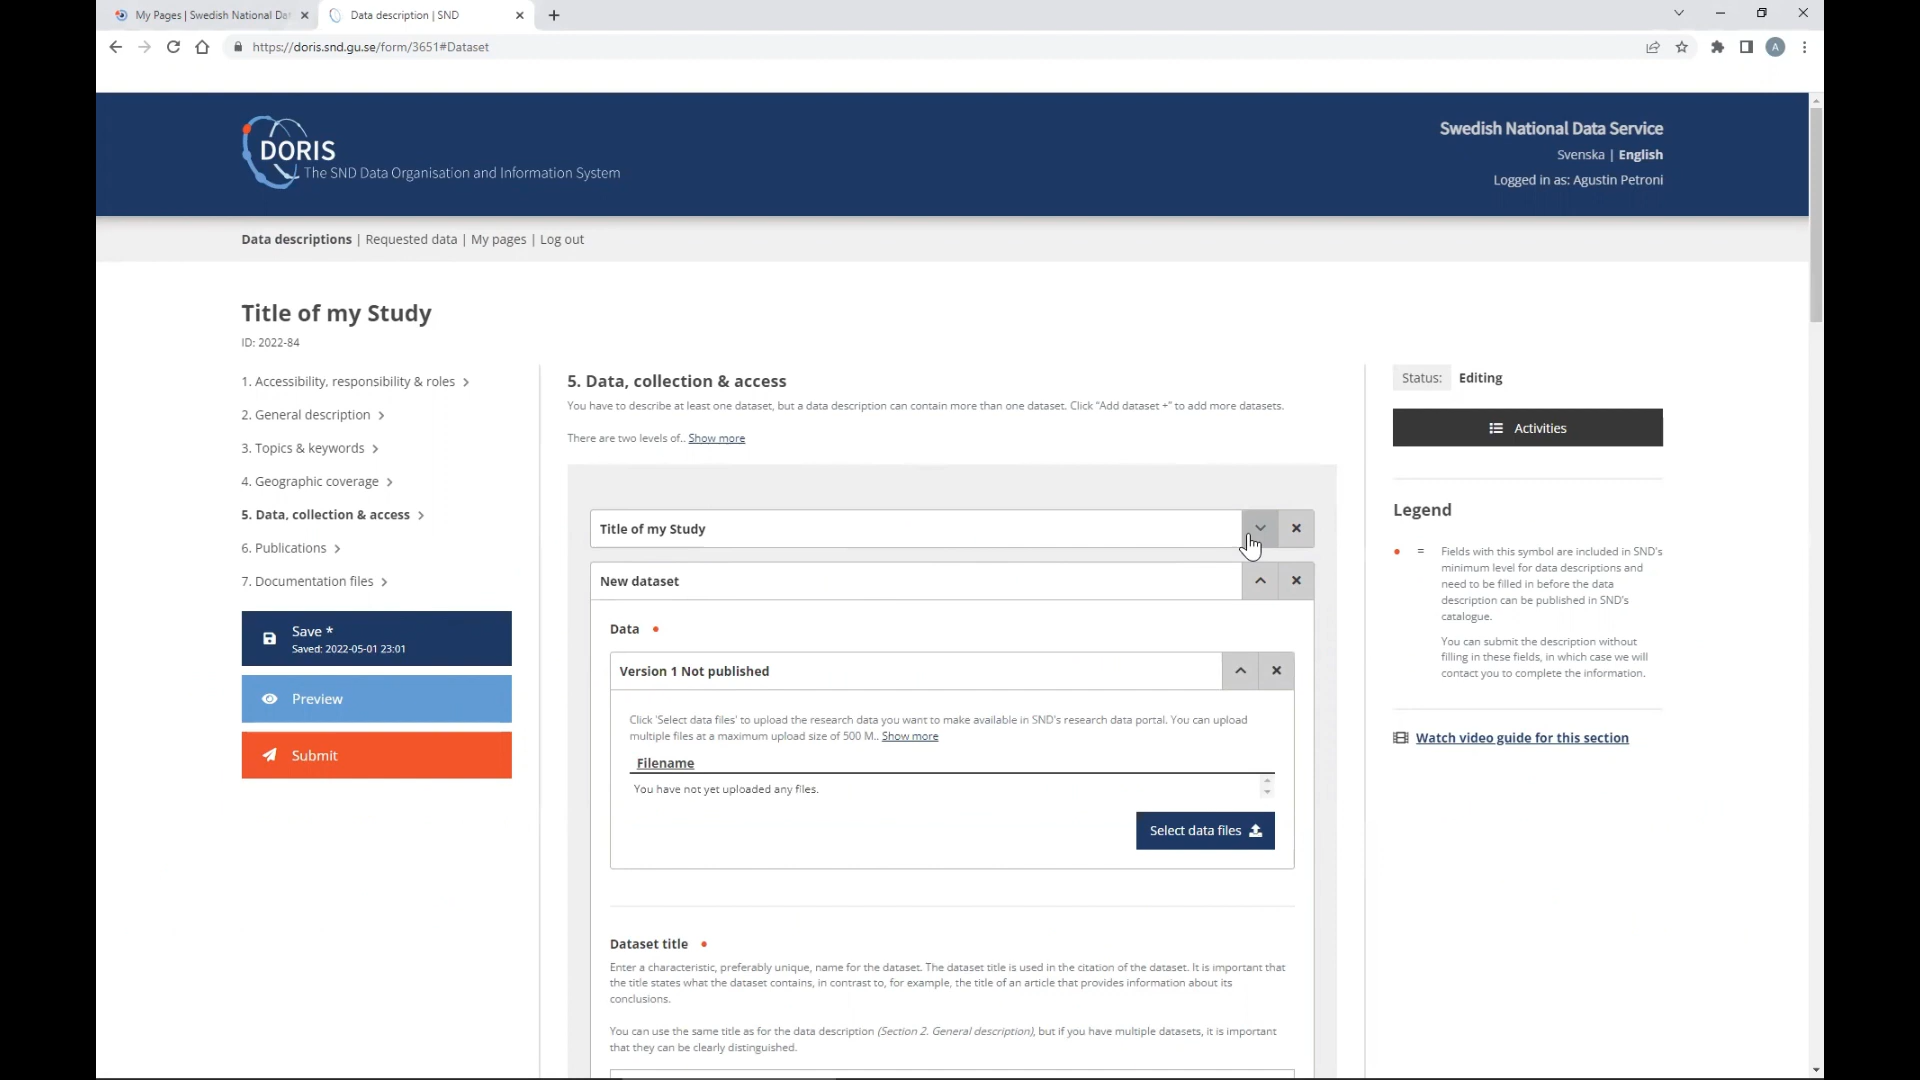 My Pages | Swedish National Dat
Data description | SND
https://doris.snd.gu.se/form/3651#Dataset
A
DORIS
The SND Data Organisation and Information System
Swedish National Data Service
Svenska | English
Logged in as: Agustin Petroni
Data descriptions | Requested data | My pages | Log out
Title of my Study
ID: 2022-84
1. Accessibility, responsibility & roles
2. General description
3. Topics & keywords
4. Geographic coverage
5. Data, collection & access
6. Publications
7. Documentation files
Save *
Saved: 2022-05-01 23:01
Preview
Submit
5. Data, collection & access
You have to describe at least one dataset, but a data description can contain more than one dataset. Click "Add dataset +" to add more datasets.
There are two levels of.. Show more
Title of my Study
New dataset
Data
Version 1 Not published
Click 'Select data files' to upload the research data you want to make available in SND's research data portal. You can upload
multiple files at a maximum upload size of 500 M.. Show more
Filename
You have not yet uploaded any files.
Select data files
Dataset title
Enter a characteristic, preferably unique, name for the dataset. The dataset title is used in the citation of the dataset. It is important that
the title states what the dataset contains, in contrast to, for example, the title of an article that provides information about its
conclusions.
You can use the same title as for the data description (Section 2. General description), but if you have multiple datasets, it is important
that they can be clearly distinguished.
Status: Editing
Activities
Legend
= Fields with this symbol are included in SND's
minimum level for data descriptions and
need to be filled in before the data
description can be published in SND's
catalogue.
You can submit the description without
filling in these fields, in which case we will
contact you to complete the information.
Watch video guide for this section